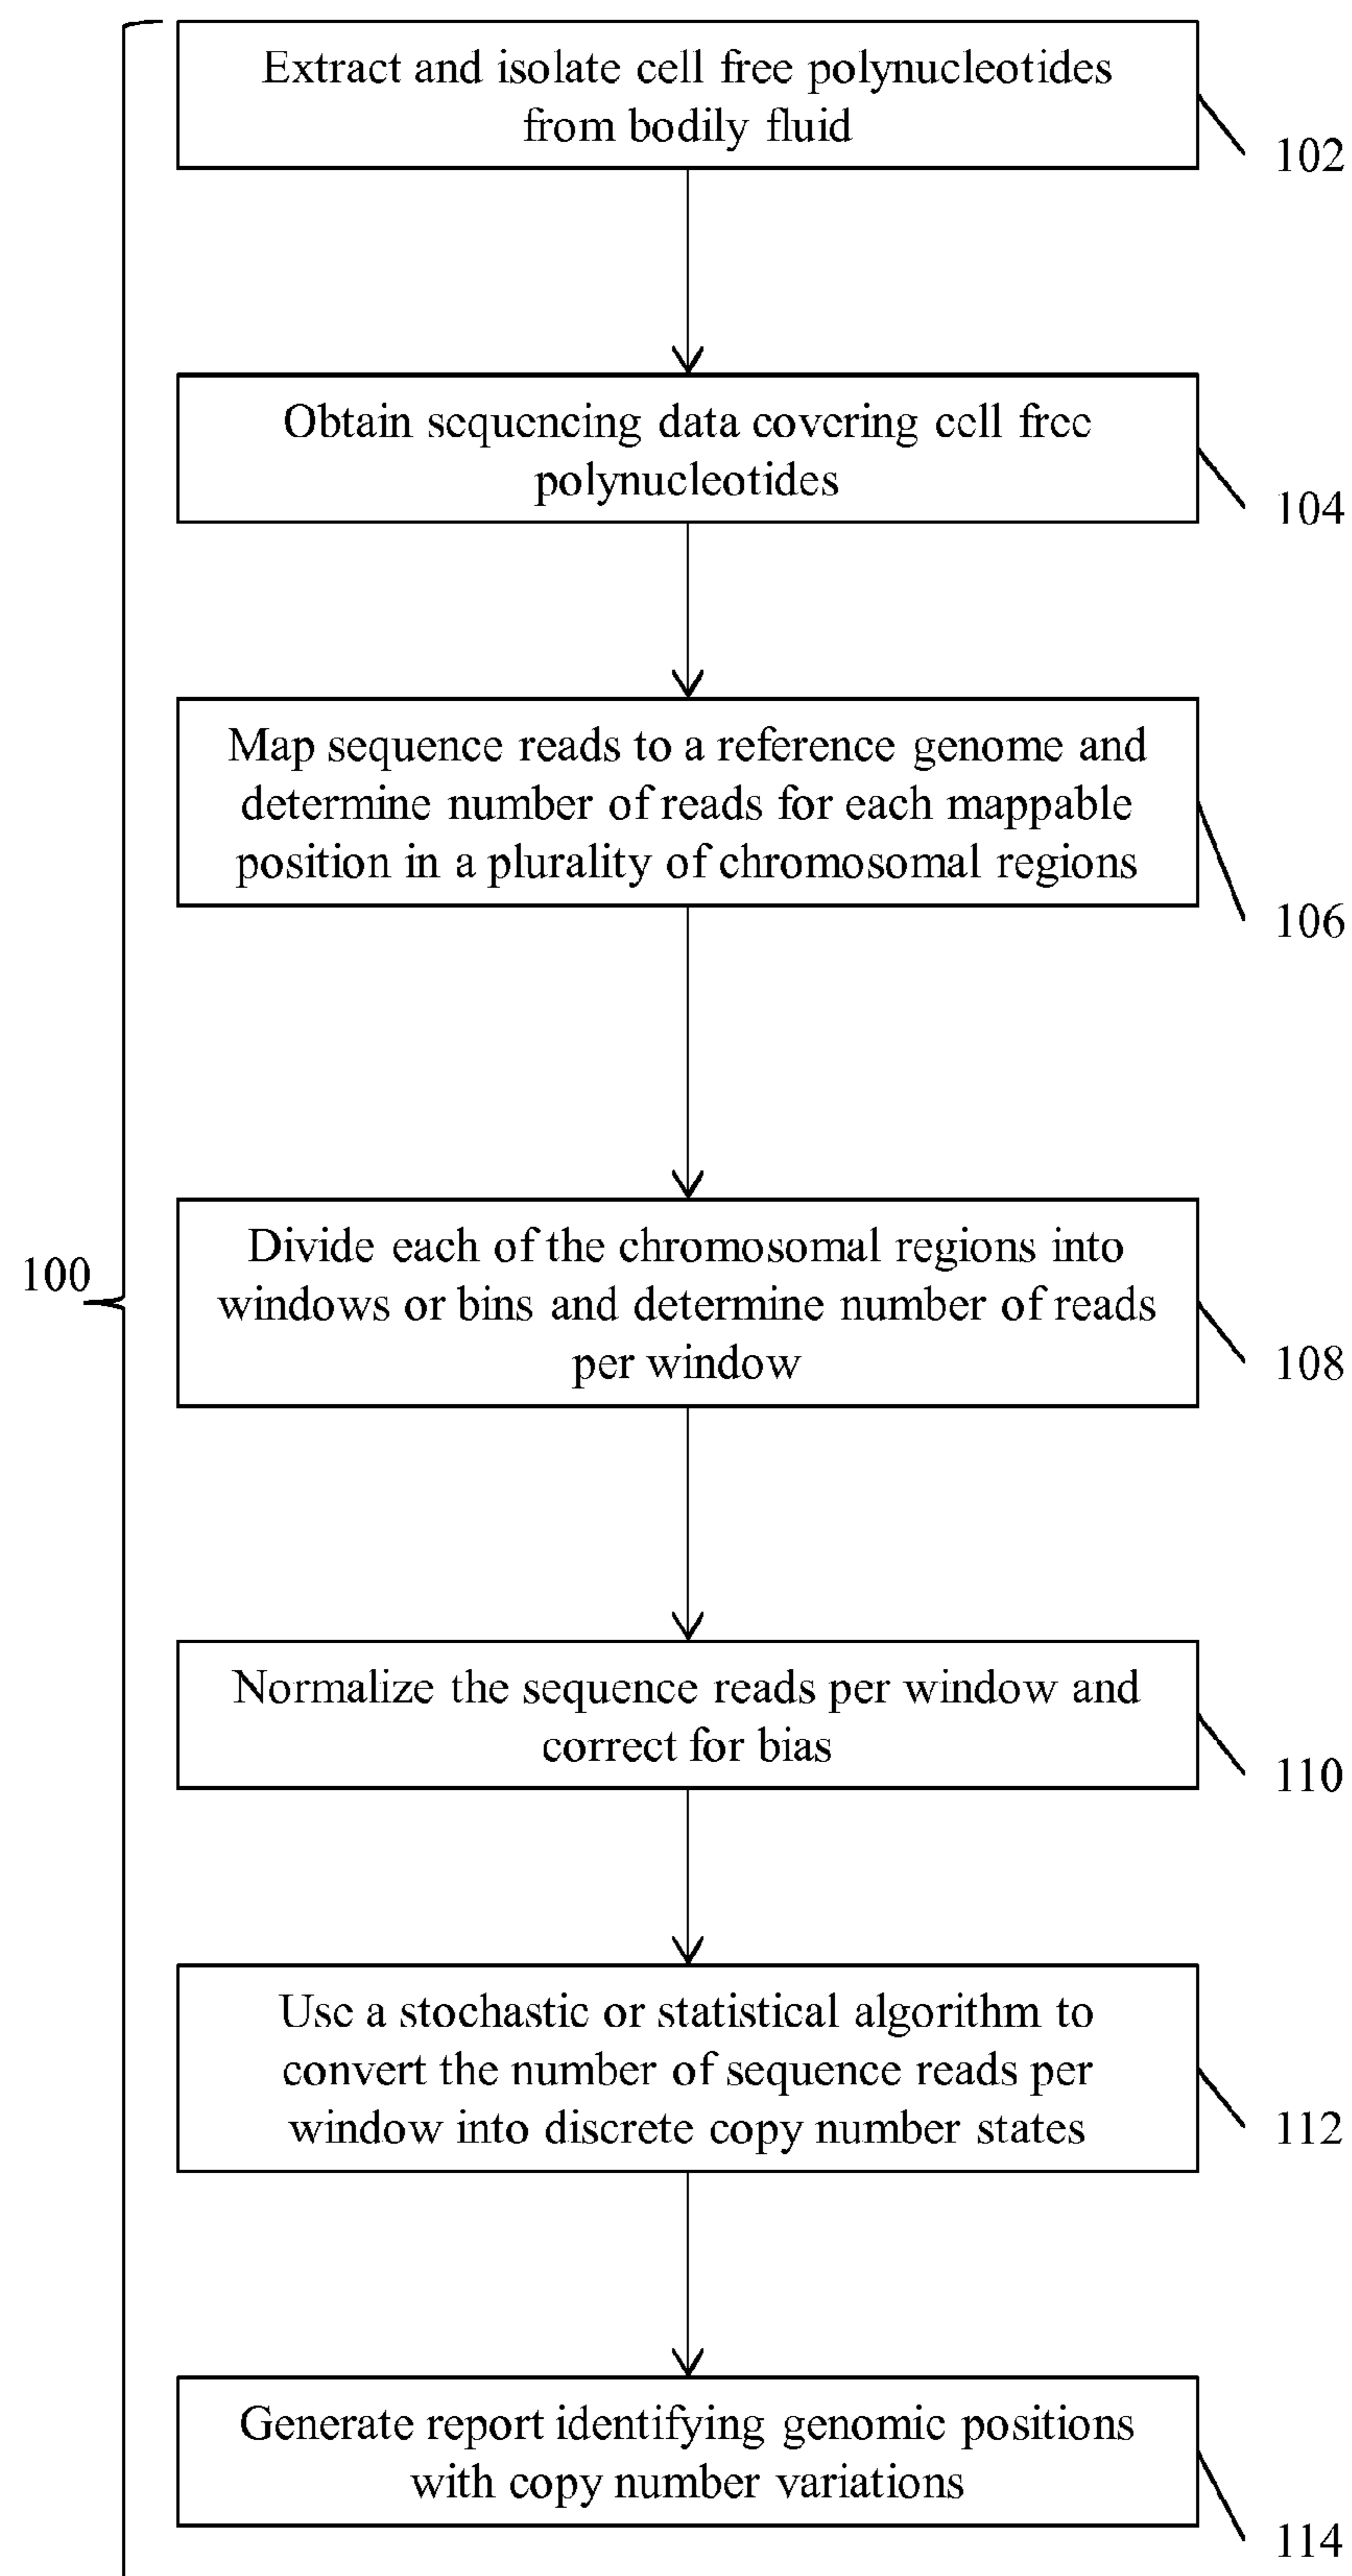 Extract and isolate cell free polynucleotides
from bodily fluid
102
Obtain sequencing data covering cell free
polynucleotides
104
Map sequence reads to a reference genome and
determine number of reads for each mappable
position in a plurality of chromosomal regions
106
100
Divide each of the chromosomal regions into
windows or bins and determine number of reads
per window
108
Normalize the sequence reads per window and
correct for bias
110
Use a stochastic or statistical algorithm to
convert the number of sequence reads per
window into discrete copy number states
112
Generate report identifying genomic positions
with copy number variations
114